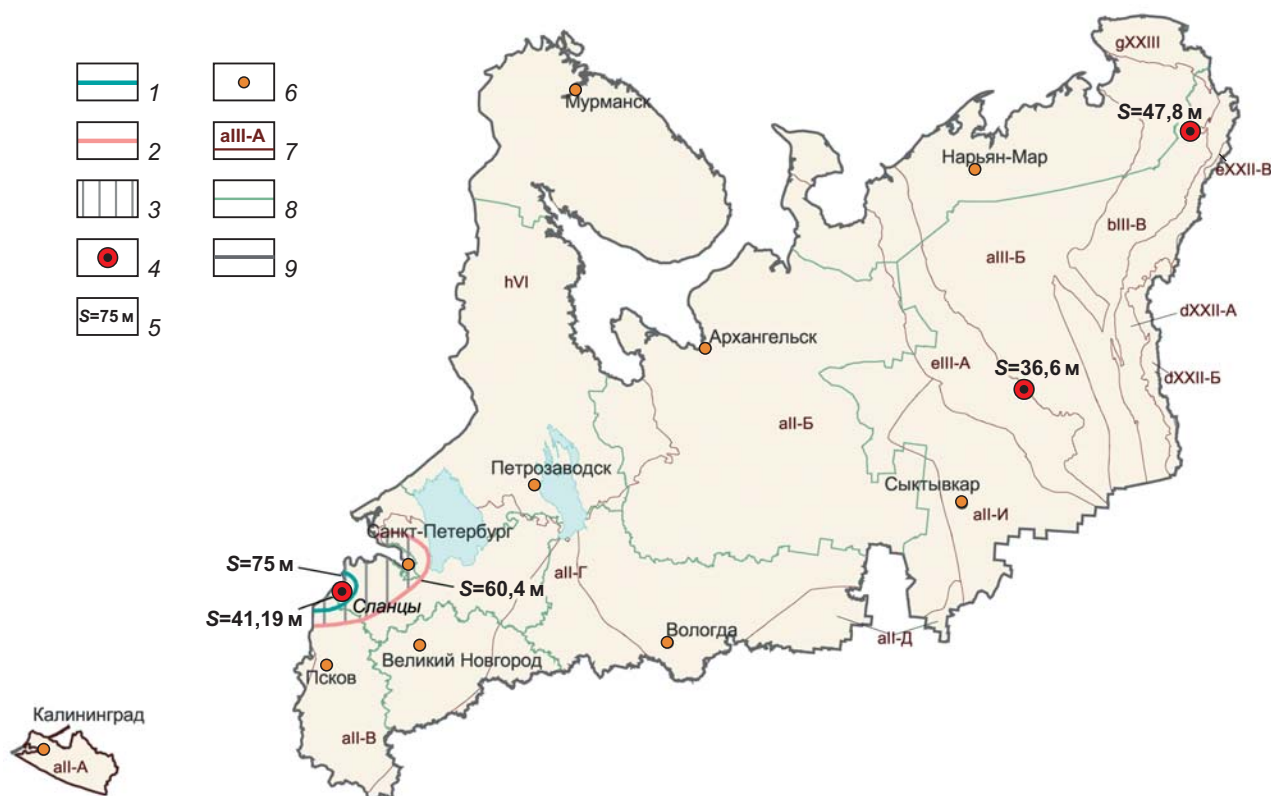 1
6
2
aIII-А
7
3
8
4
9
S=75 м
5
gXXIII
Мурманск
S=47,8 м
Нарьян-Мар
eXXII-В
bIII-В
aIII-Б
hVI
dXXII-А
Архангельск
S=36,6 м
eIII-А
dXXII-Б
aII-Б
Петрозаводск
Сыктывкар
aII-И
Санкт-Петербург
S=75 м
aII-Г
S=60,4 м
Сланцы
S=41,19 м
Вологда
aII-Д
Великий Новгород
Псков
Калининград
aII-В
aII-А